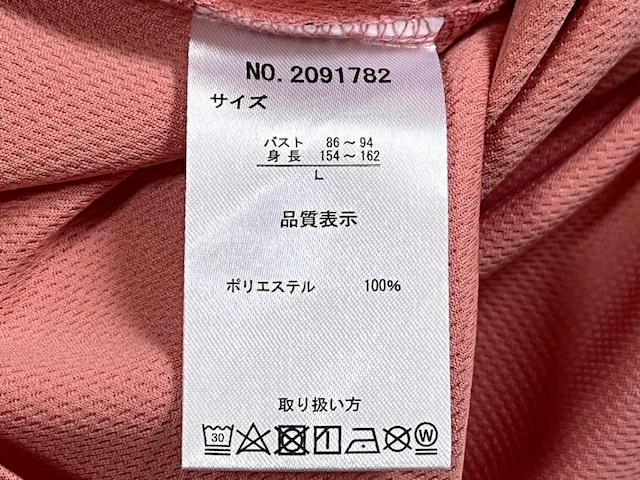 NO. 2091782
サイズ
バスト 86～94
身長 154～162
L
品質表示
ポリエステル 100%
取り扱い方
30 W